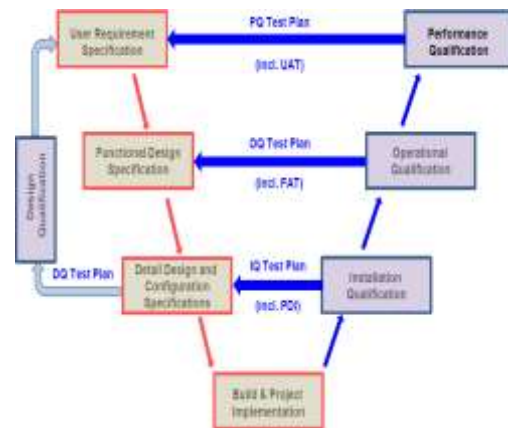 PQ Test Plan
User Requirement
Specification
Performance
Qualification
(incl. UAT)
Functional Design
Specification
OQ Test Plan
Operational
Qualification
(incl. FAT)
Design
Qualification
DQ Test Plan
Detail Design and
Configuration
Specifications
IQ Test Plan
Installation
Qualification
(incl. PDI)
Build & Project
Implementation